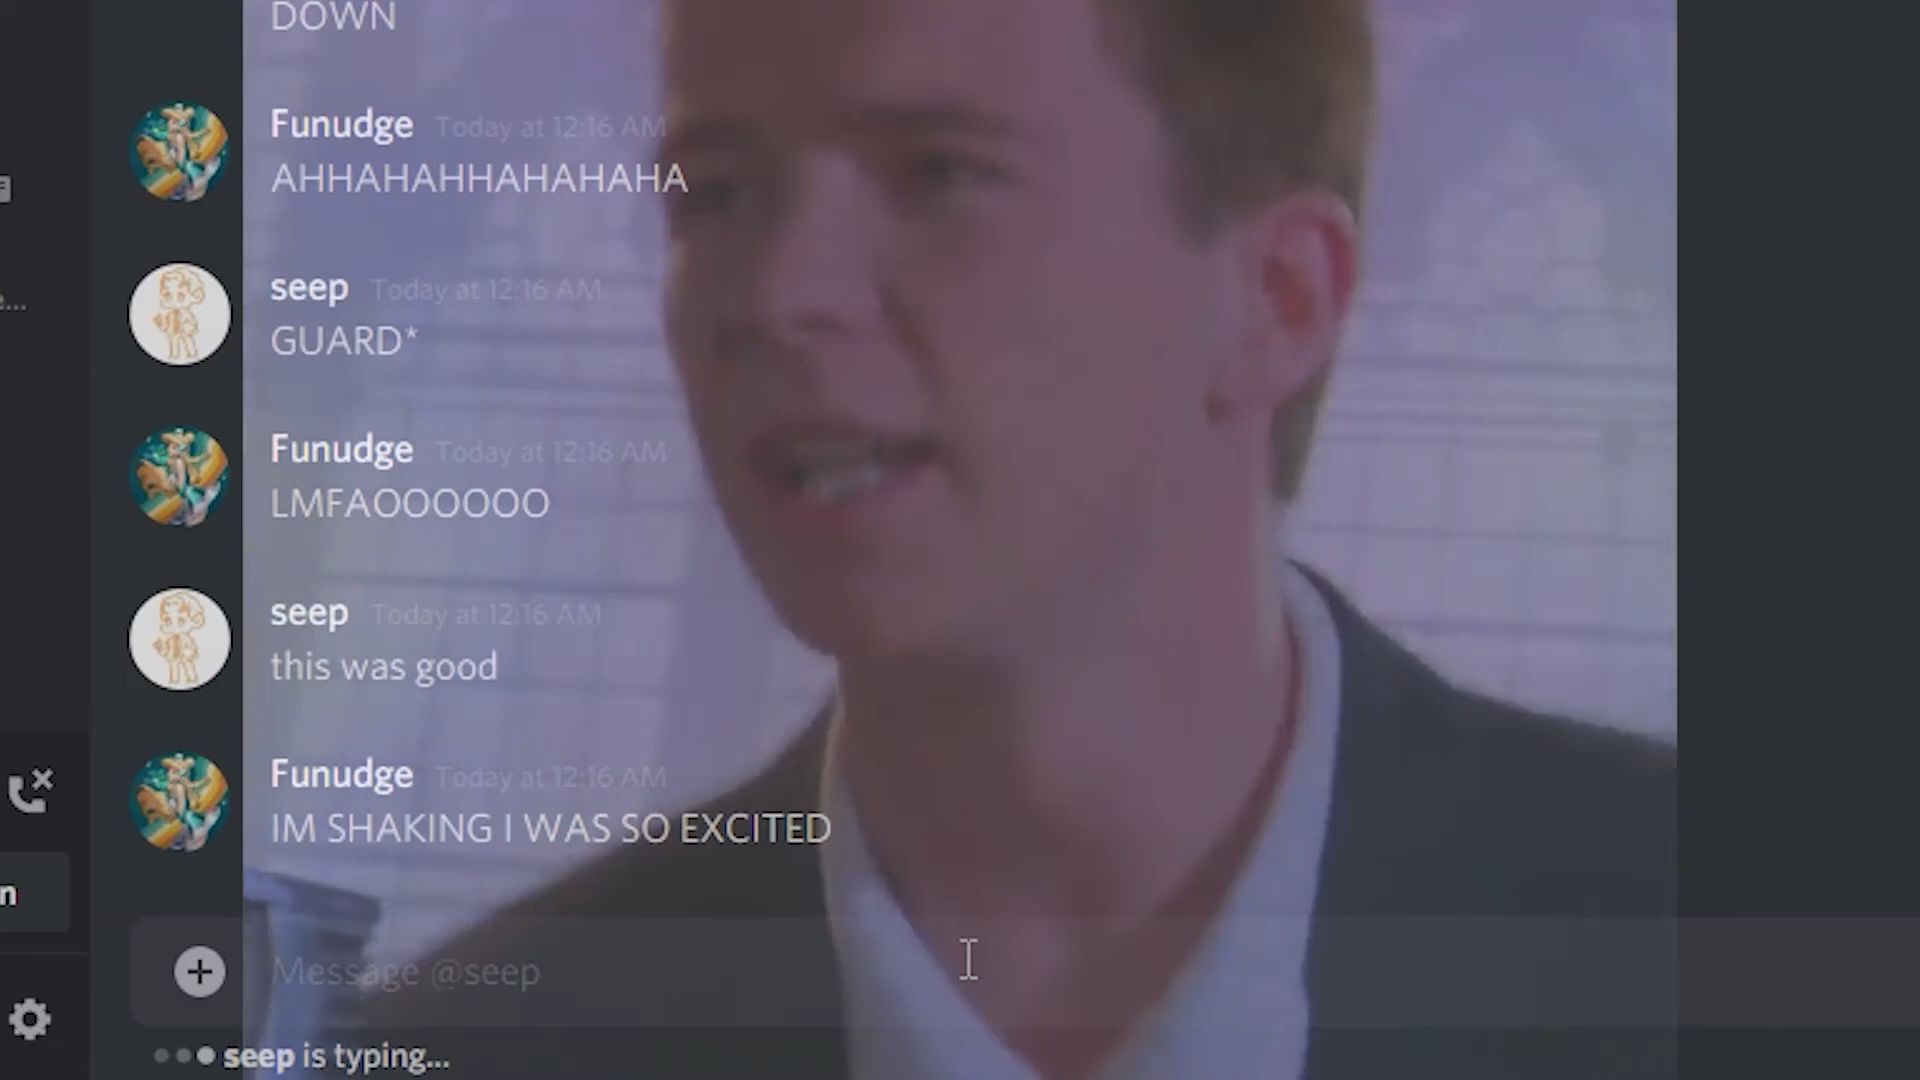 DOWN
Funudge Today at 12:16 AM
AHHAHAHHAHAHAHA
seep Today at 12:16 AM
GUARD*
Funudge Today at 12:16 AM
LMFAOOOOOO
seep Today at 12:16 AM
this was good
Funudge Today at 12:16 AM
IM SHAKING I WAS SO EXCITED
Message @seep
seep is typing...